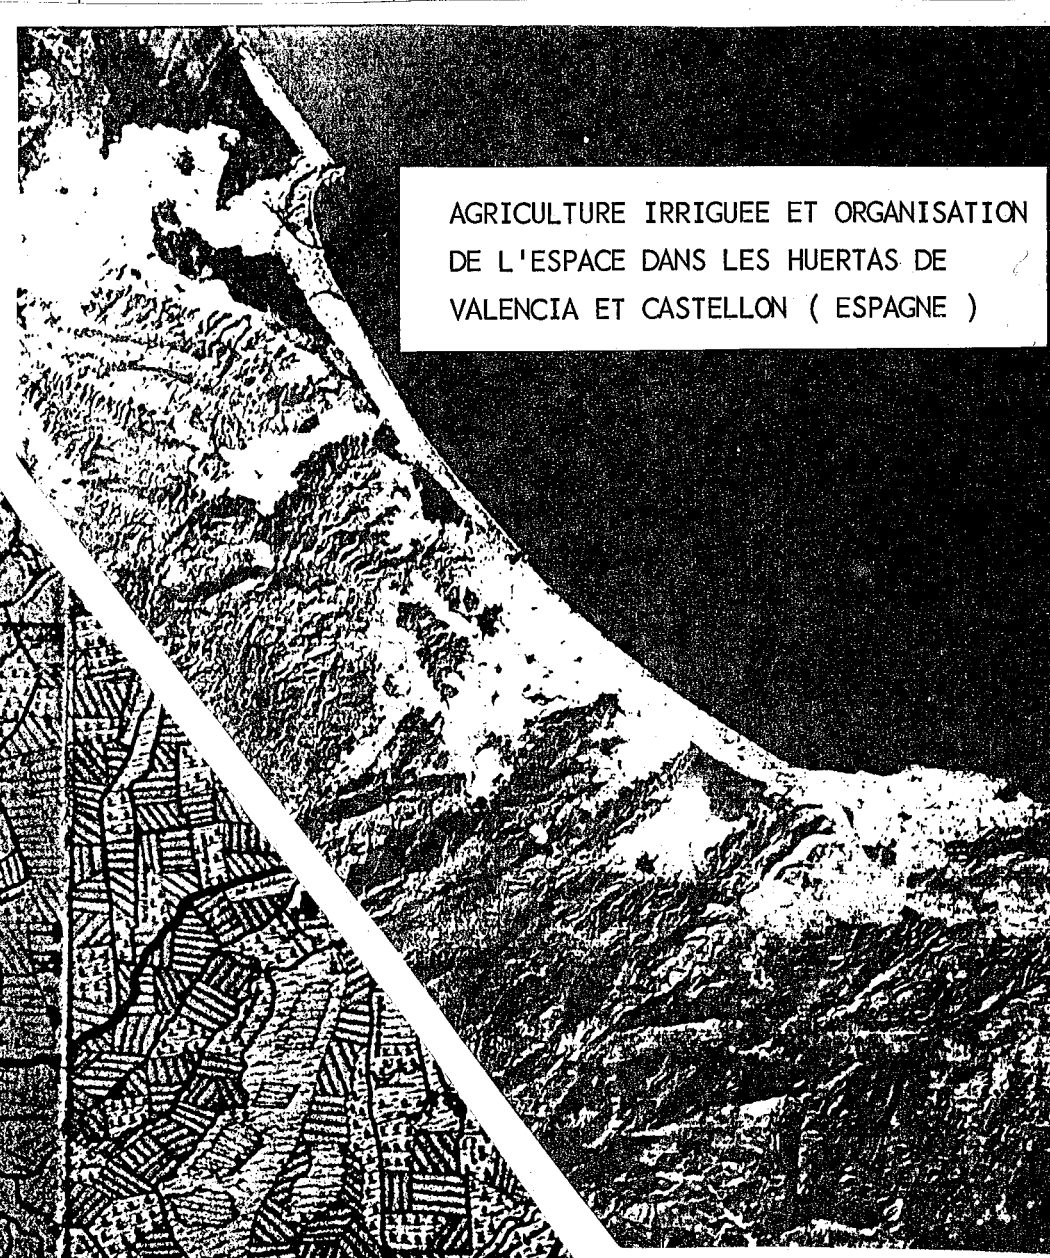 AGRICULTURE IRRIGUEE ET ORGANISATION
DE L'ESPACE DANS LES HUERTAS DE
VALENCIA ET CASTELLON ( ESPAGNE )